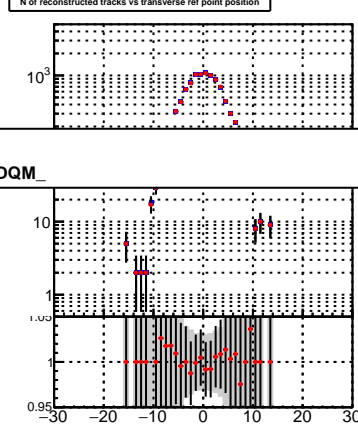 N of reconstructed tracks vs transverse ref point position
10³
DQM_
10
1
1.05
1
0.95
−30 −20 −10 0 10 20 30